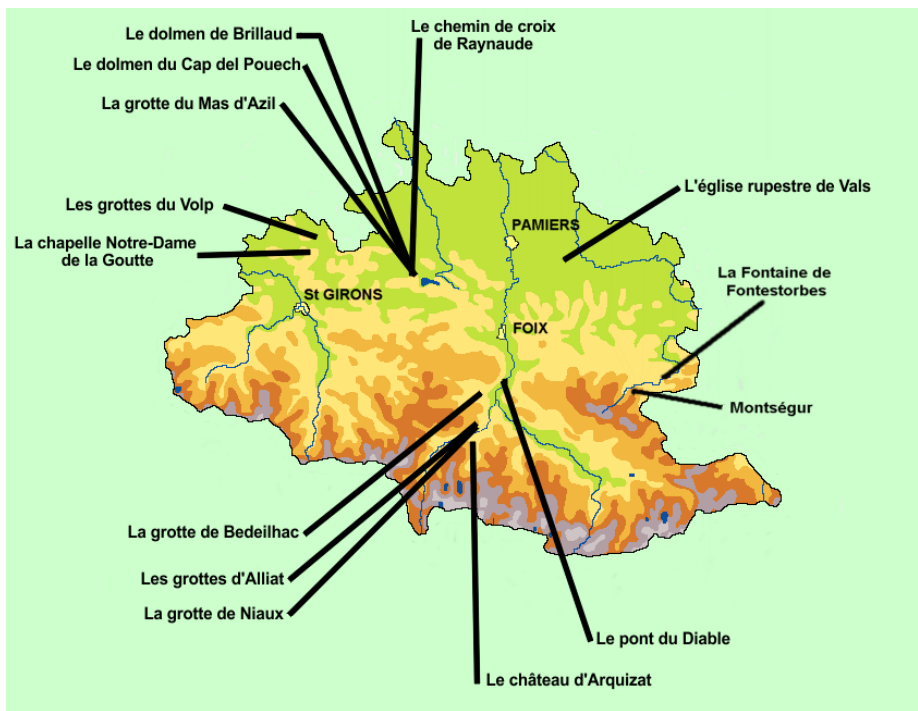 Le dolmen de Brillaud
Le chemin de croix
de Raynaude
Le dolmen du Cap del Pouech
La grotte du Mas d'Azil
L'église rupestre de Vals
Les grottes du Volp
PAMIERS
La chapelle Notre-Dame
de la Goutte
La Fontaine de
Fontestorbes
St GIRONS
FOIX
Montségur
La grotte de Bedeilhac
Les grottes d'Alliat
La grotte de Niaux
Le pont du Diable
Le château d'Arquizat